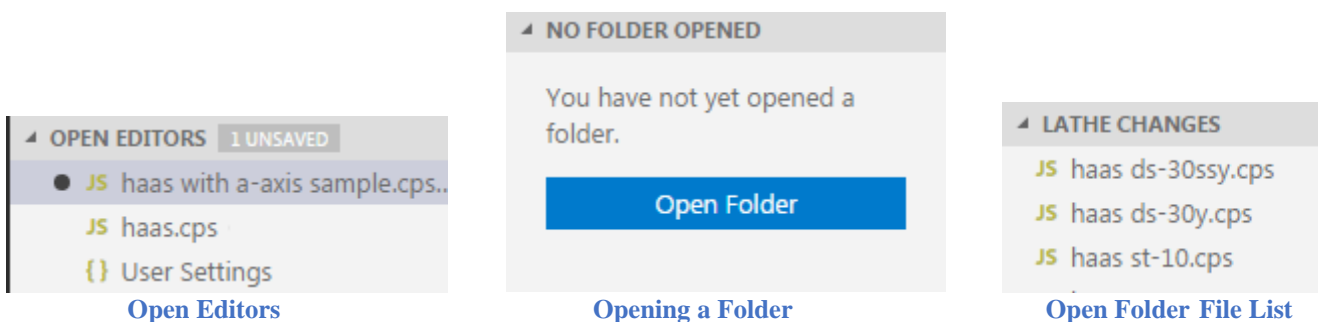 OPEN EDITORS 1 UNSAVED
JS haas with a-axis sample.cps..
JS haas.cps
{} User Settings
Open Editors
NO FOLDER OPENED
You have not yet opened a
folder.
Open Folder
Opening a Folder
LATHE CHANGES
JS haas ds-30ssy.cps
JS haas ds-30y.cps
JS haas st-10.cps
Open Folder File List